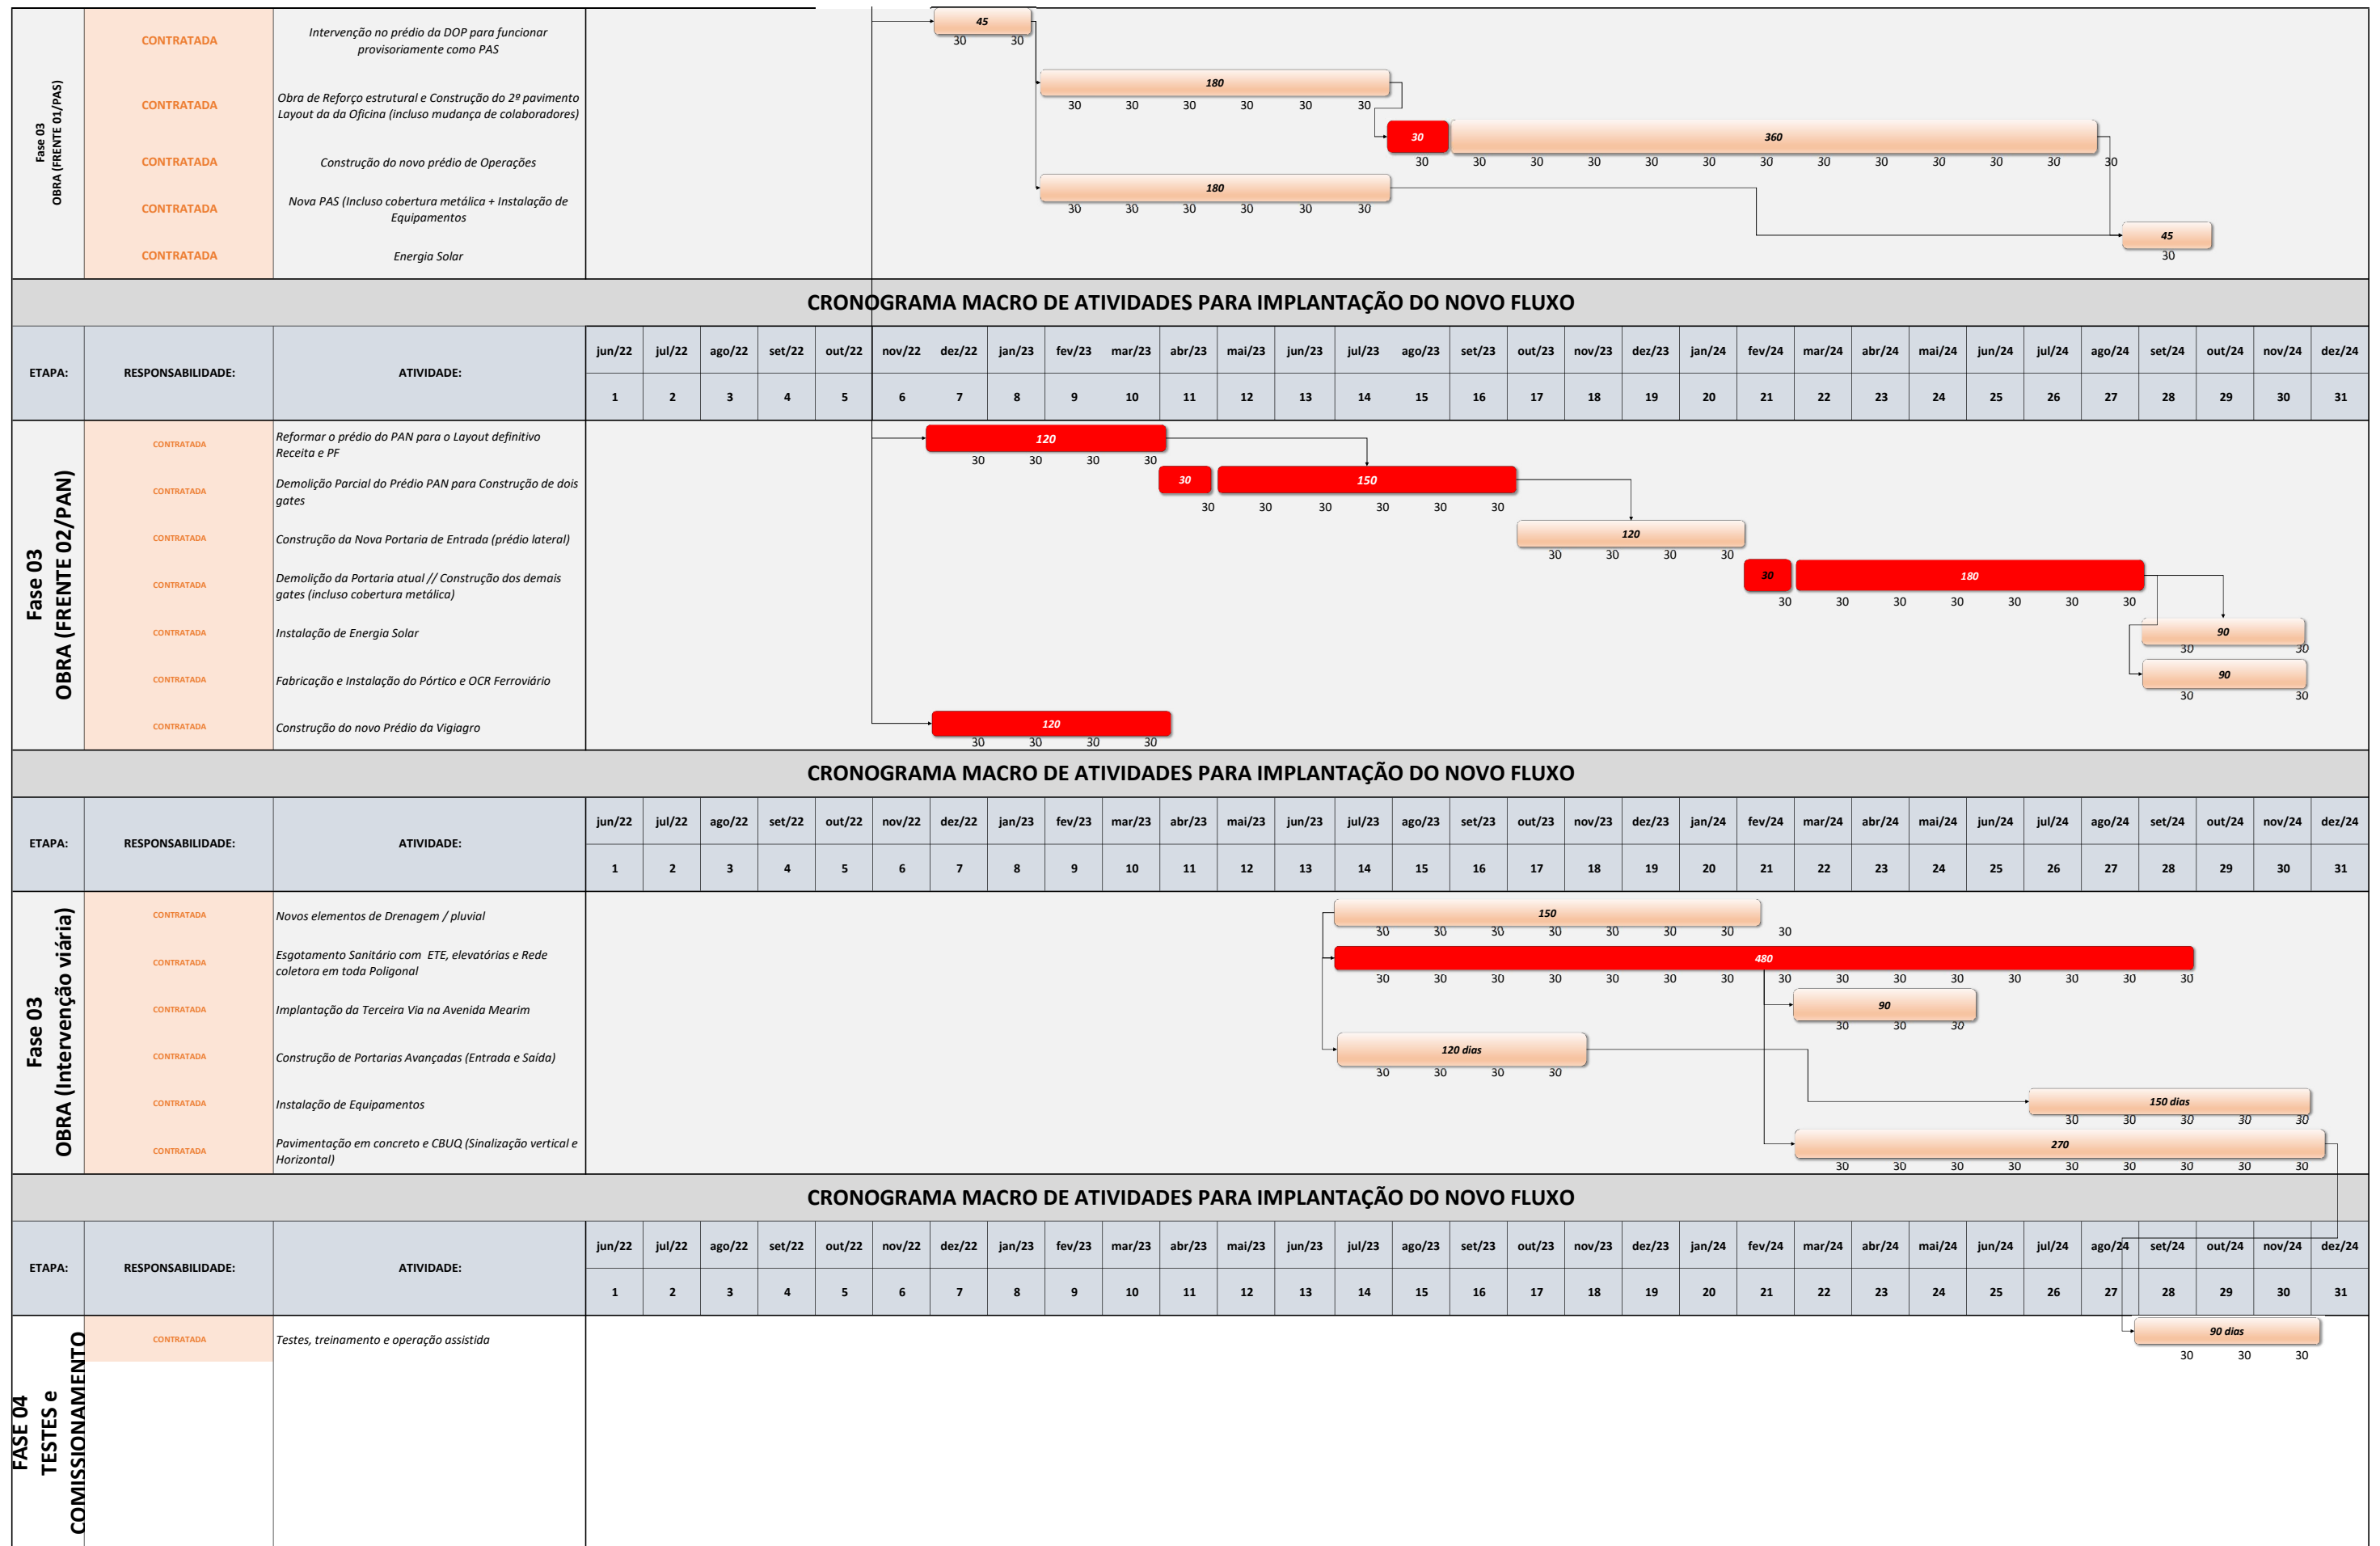 Fase 03
OBRA (FRENTE 01/PAS)
CONTRATADA
Intervenção no prédio da DOP para funcionar
provisoriamente como PAS
45
30 30
CONTRATADA
Obra de Reforço estrutural e Construção do 2º pavimento
Layout da da Oficina (incluso mudança de colaboradores)
180
30 30 30 30 30 30
CONTRATADA
Construção do novo prédio de Operações
30 360
30 30 30 30 30 30 30 30 30 30 30 30 30
CONTRATADA
Nova PAS (Incluso cobertura metálica + Instalação de
Equipamentos
180
30 30 30 30 30 30
CONTRATADA
Energia Solar
45
30
CRONOGRAMA MACRO DE ATIVIDADES PARA IMPLANTAÇÃO DO NOVO FLUXO
ETAPA: RESPONSABILIDADE: ATIVIDADE:
jun/22 jul/22 ago/22 set/22 out/22 nov/22 dez/22 jan/23 fev/23 mar/23 abr/23 mai/23 jun/23 jul/23 ago/23 set/23 out/23 nov/23 dez/23 jan/24 fev/24 mar/24 abr/24 mai/24 jun/24 jul/24 ago/24 set/24 out/24 nov/24 dez/24
1 2 3 4 5 6 7 8 9 10 11 12 13 14 15 16 17 18 19 20 21 22 23 24 25 26 27 28 29 30 31
Fase 03
OBRA (FRENTE 02/PAN)
CONTRATADA
Reformar o prédio do PAN para o Layout definitivo
Receita e PF
120
30 30 30 30
CONTRATADA
Demolição Parcial do Prédio PAN para Construção de dois
gates
30 150
30 30 30 30 30 30
CONTRATADA
Construção da Nova Portaria de Entrada (prédio lateral)
120
30 30 30 30
CONTRATADA
Demolição da Portaria atual // Construção dos demais
gates (incluso cobertura metálica)
30 180
30 30 30 30 30 30 30
CONTRATADA
Instalação de Energia Solar
90
30 30
CONTRATADA
Fabricação e Instalação do Pórtico e OCR Ferroviário
90
30 30
CONTRATADA
Construção do novo Prédio da Vigiagro
120
30 30 30 30
CRONOGRAMA MACRO DE ATIVIDADES PARA IMPLANTAÇÃO DO NOVO FLUXO
ETAPA: RESPONSABILIDADE: ATIVIDADE:
jun/22 jul/22 ago/22 set/22 out/22 nov/22 dez/22 jan/23 fev/23 mar/23 abr/23 mai/23 jun/23 jul/23 ago/23 set/23 out/23 nov/23 dez/23 jan/24 fev/24 mar/24 abr/24 mai/24 jun/24 jul/24 ago/24 set/24 out/24 nov/24 dez/24
1 2 3 4 5 6 7 8 9 10 11 12 13 14 15 16 17 18 19 20 21 22 23 24 25 26 27 28 29 30 31
Fase 03
OBRA (Intervenção viária)
CONTRATADA
Novos elementos de Drenagem / pluvial
150
30 30 30 30 30 30 30 30
CONTRATADA
Esgotamento Sanitário com ETE, elevatórias e Rede
coletora em toda Poligonal
480
30 30 30 30 30 30 30 30 30 30 30 30 30 30 30
CONTRATADA
Implantação da Terceira Via na Avenida Mearim
90
30 30 30
CONTRATADA
Construção de Portarias Avançadas (Entrada e Saída)
120 dias
30 30 30 30
CONTRATADA
Instalação de Equipamentos
150 dias
30 30 30 30 30
CONTRATADA
Pavimentação em concreto e CBUQ (Sinalização vertical e
Horizontal)
270
30 30 30 30 30 30 30 30 30
CRONOGRAMA MACRO DE ATIVIDADES PARA IMPLANTAÇÃO DO NOVO FLUXO
ETAPA: RESPONSABILIDADE: ATIVIDADE:
jun/22 jul/22 ago/22 set/22 out/22 nov/22 dez/22 jan/23 fev/23 mar/23 abr/23 mai/23 jun/23 jul/23 ago/23 set/23 out/23 nov/23 dez/23 jan/24 fev/24 mar/24 abr/24 mai/24 jun/24 jul/24 ago/24 set/24 out/24 nov/24 dez/24
1 2 3 4 5 6 7 8 9 10 11 12 13 14 15 16 17 18 19 20 21 22 23 24 25 26 27 28 29 30 31
FASE 04
TESTES e
COMISSIONAMENTO
CONTRATADA
Testes, treinamento e operação assistida
90 dias
30 30 30